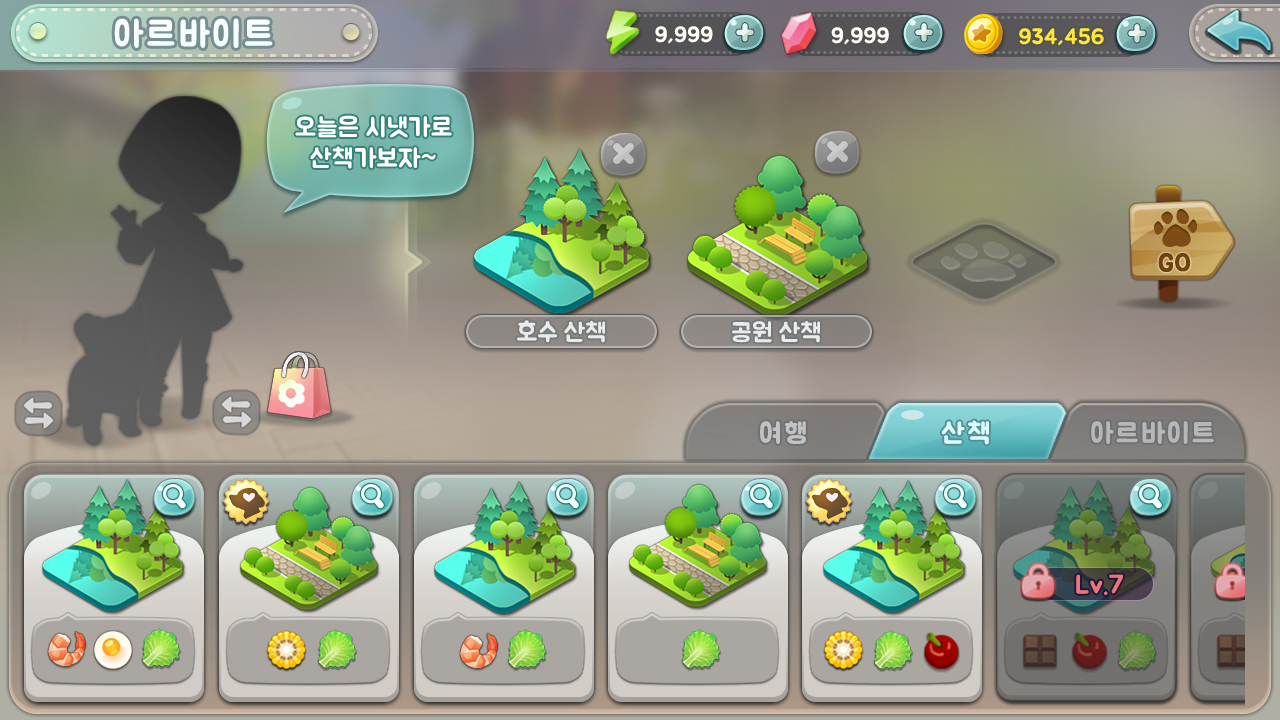 아르바이트
9,999
9,999
934,456
오늘은 시냇가로
산책가보자~
호수 산책
공원 산책
GO
여행
산책
아르바이트
Lv.7